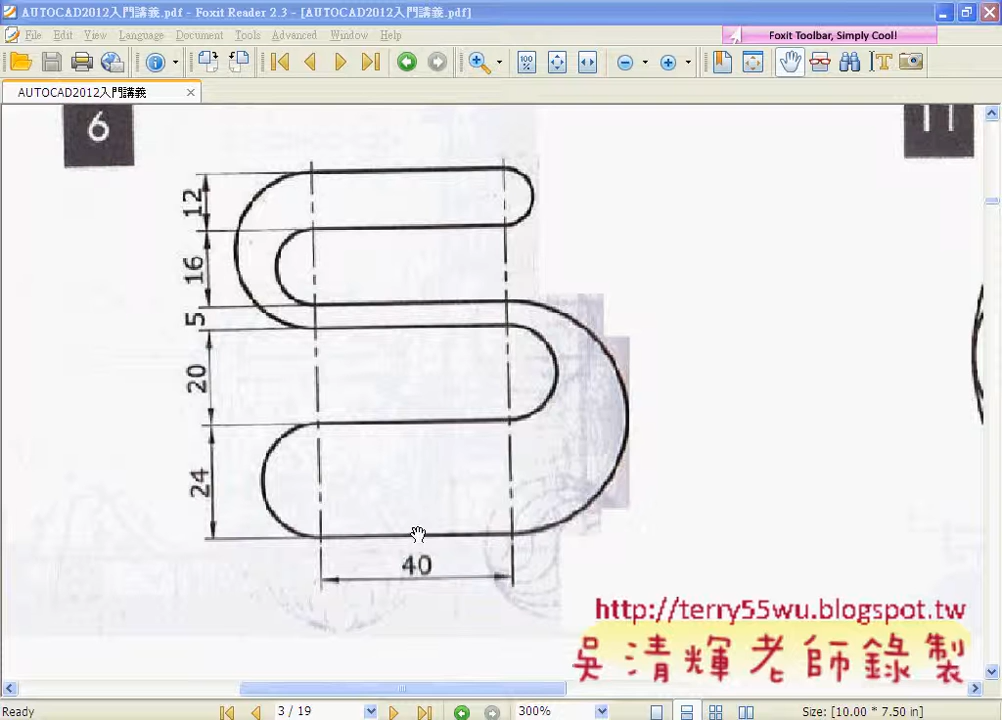 AUTOCAD2012入門講義.pdf - Foxit Reader 2.3 - [AUTOCAD2012入門講義.pdf]
File Edit View Language Document Tools Advanced Window Help
Foxit Toolbar, Simply Cool!
AUTOCAD2012入門講義
6
11
12
16
5
20
24
40
http://terry55wu.blogspot.tw
吳清輝老師錄製
Ready
3 / 19
300%
Size: [10.00 * 7.50 in]